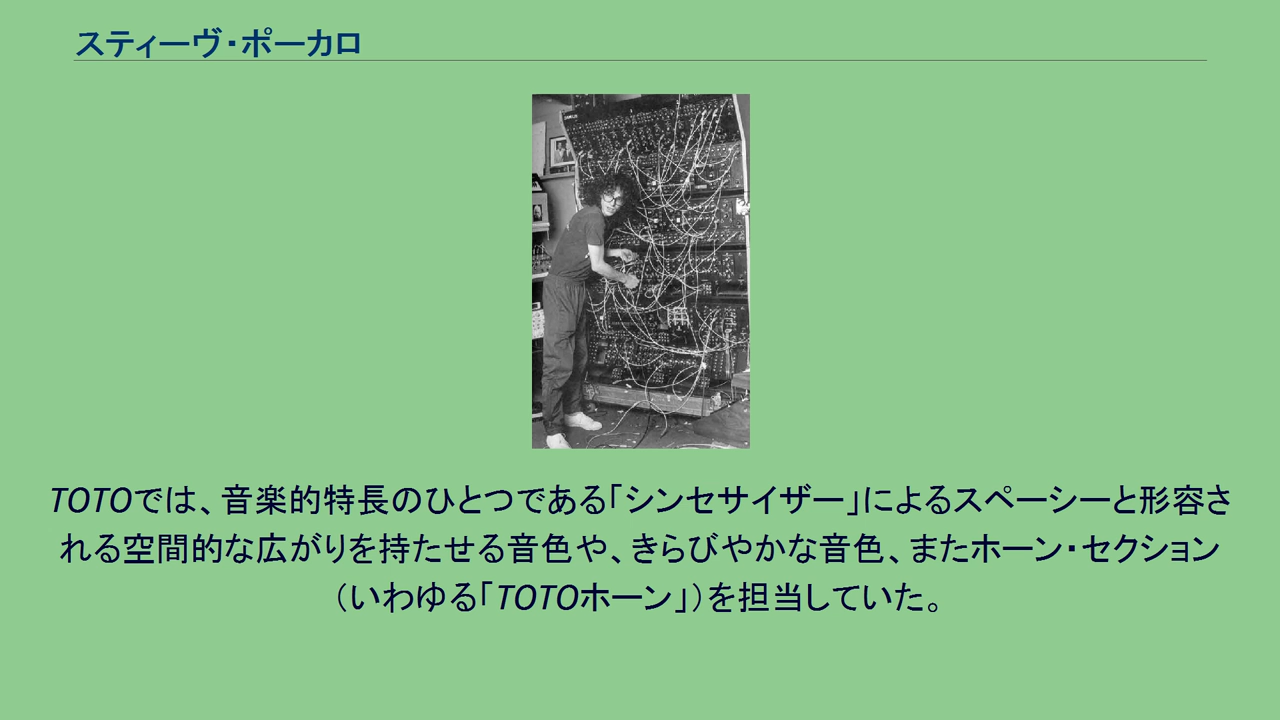 スティーヴ・ポーカロ
TOTOでは、音楽的特長のひとつである「シンセサイザー」によるスペーシーと形容さ
れる空間的な広がりを持たせる音色や、きらびやかな音色、またホーン・セクション
（いわゆる「TOTOホーン」）を担当していた。